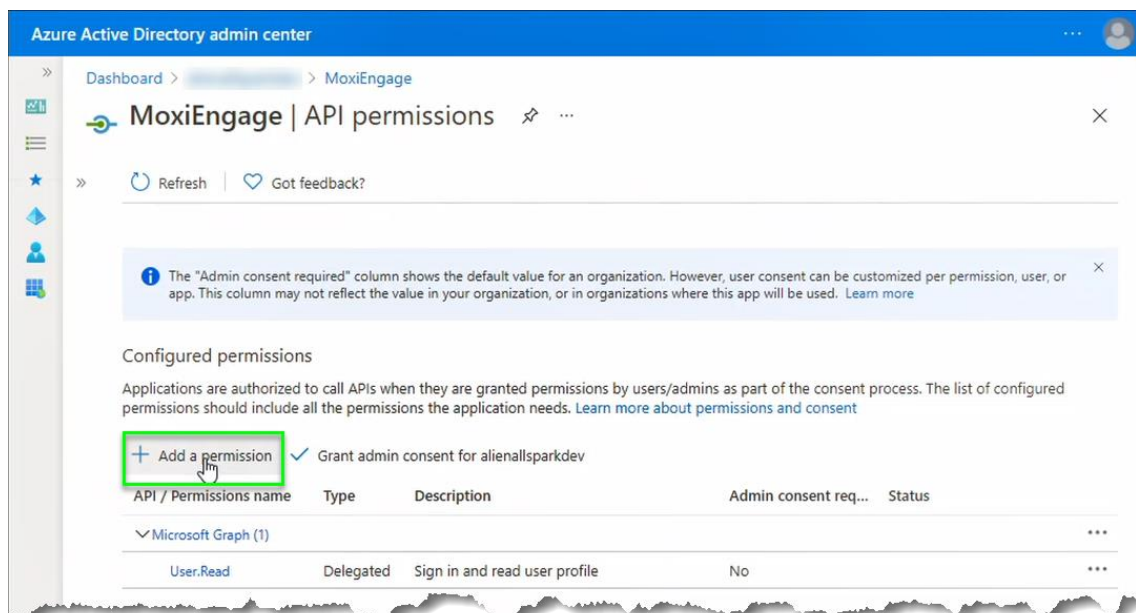 Azure Active Directory admin center
Dashboard > > MoxiEngage
MoxiEngage | API permissions
Refresh Got feedback?
The "Admin consent required" column shows the default value for an organization. However, user consent can be customized per permission, user, or
app. This column may not reflect the value in your organization, or in organizations where this app will be used. Learn more
Configured permissions
Applications are authorized to call APIs when they are granted permissions by users/admins as part of the consent process. The list of configured
permissions should include all the permissions the application needs. Learn more about permissions and consent
Add a permission Grant admin consent for alienallsparkdev
API / Permissions name Type Description Admin consent req... Status
Microsoft Graph (1)
User.Read Delegated Sign in and read user profile No